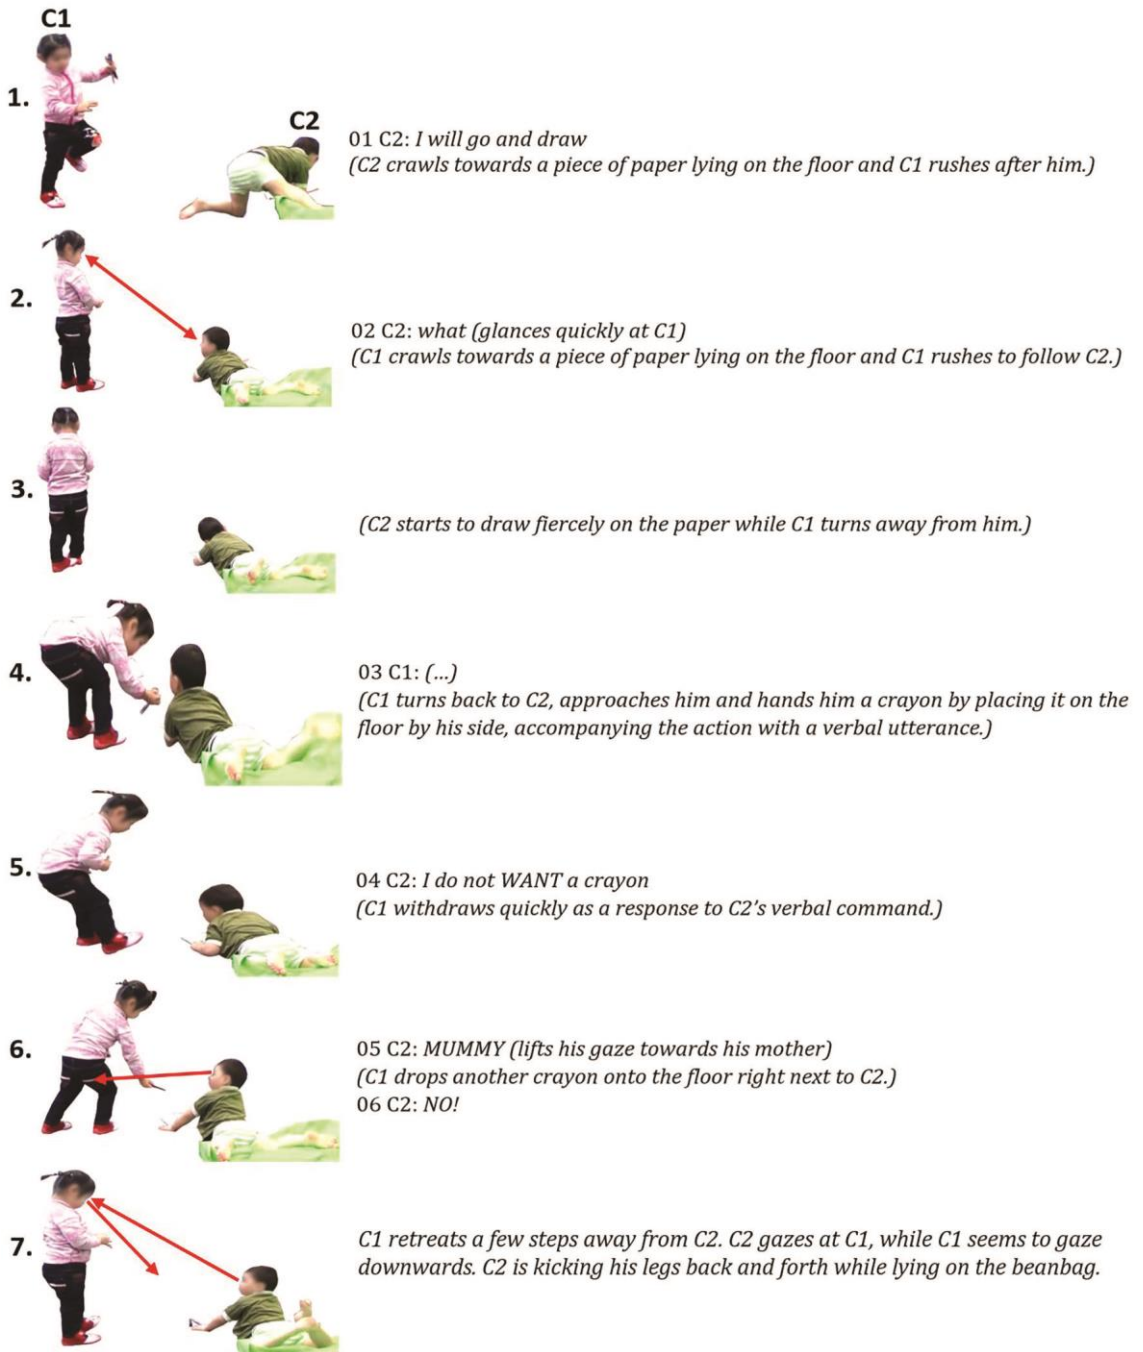 C1
1.
C2
01 C2: I will go and draw
(C2 crawls towards a piece of paper lying on the floor and C1 rushes after him.)
2.
02 C2: what (glances quickly at C1)
(C1 crawls towards a piece of paper lying on the floor and C1 rushes to follow C2.)
3.
(C2 starts to draw fiercely on the paper while C1 turns away from him.)
4.
03 C1: (...)
(C1 turns back to C2, approaches him and hands him a crayon by placing it on the
floor by his side, accompanying the action with a verbal utterance.)
5.
04 C2: I do not WANT a crayon
(C1 withdraws quickly as a response to C2's verbal command.)
6.
05 C2: MUMMY (lifts his gaze towards his mother)
(C1 drops another crayon onto the floor right next to C2.)
06 C2: NO!
7.
C1 retreats a few steps away from C2. C2 gazes at C1, while C1 seems to gaze
downwards. C2 is kicking his legs back and forth while lying on the beanbag.